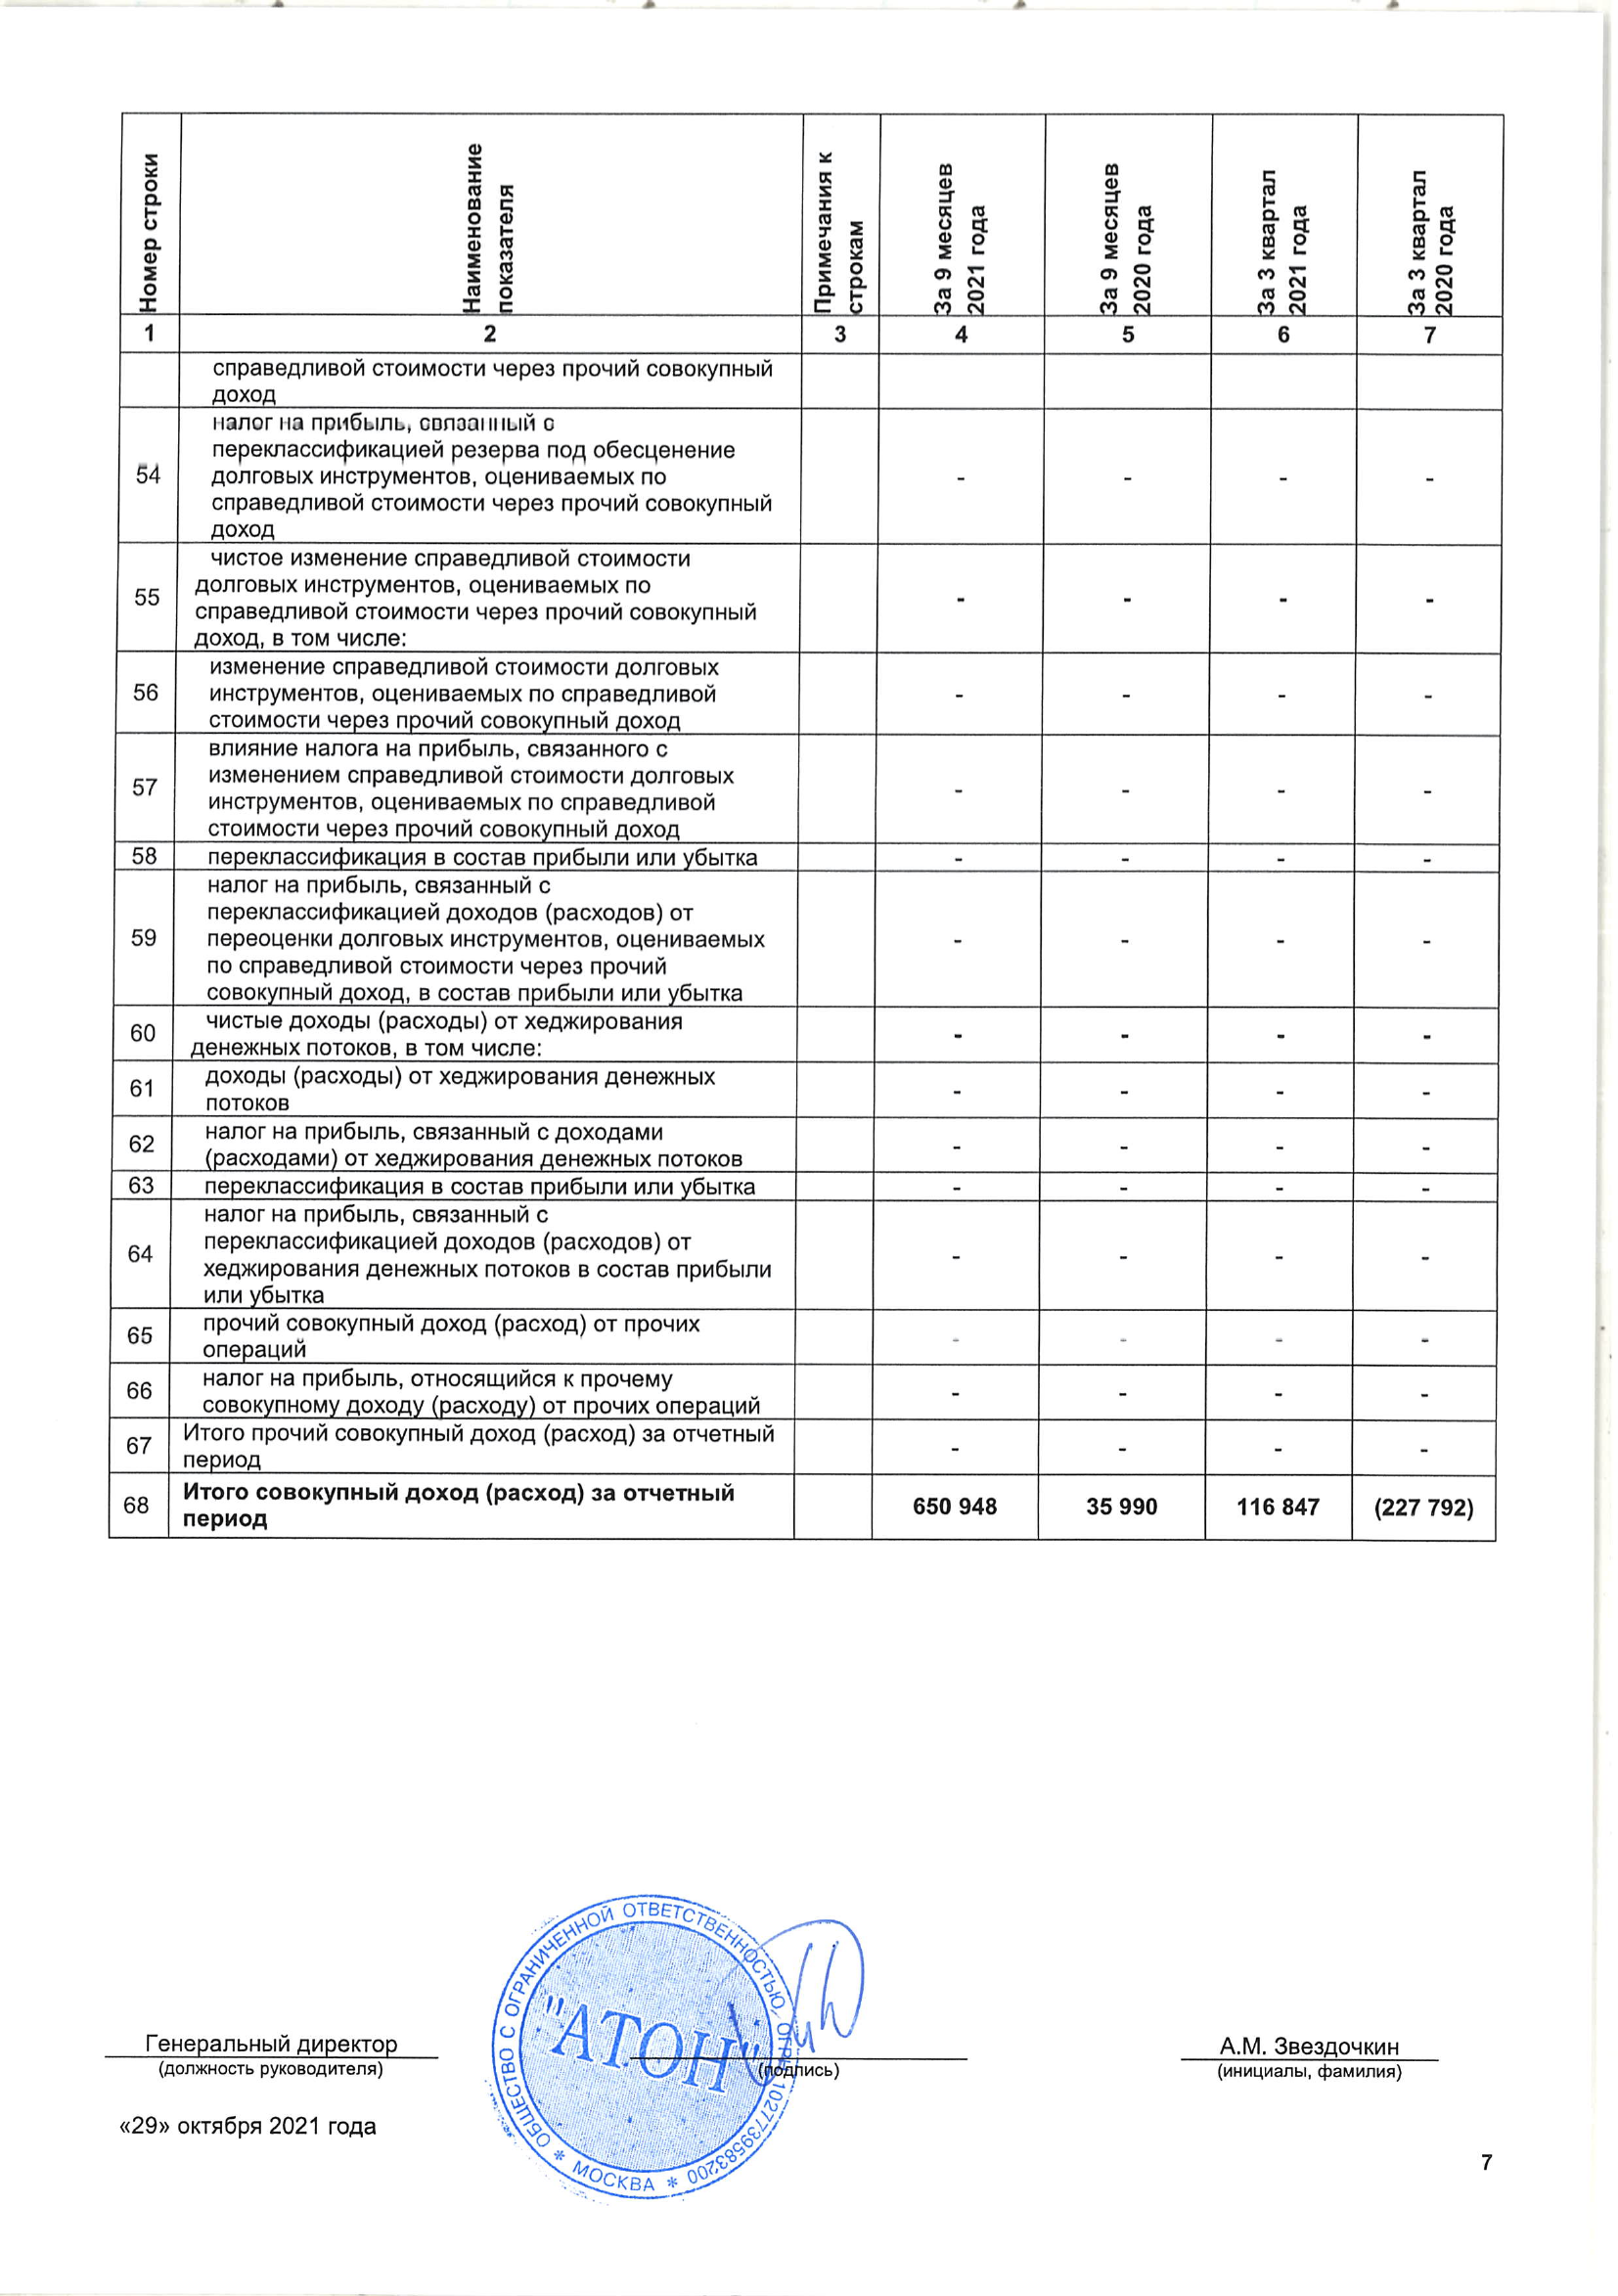 Номер строки
Наименование
показателя
Примечания к
строкам
За 9 месяцев
2021 года
За 9 месяцев
2020 года
За 3 квартал
2021 года
За 3 квартал
2020 года
1 2 3 4 5 6 7
справедливой стоимости через прочий совокупный
доход
налог на прибыль, связанный с
переклассификацией резерва под обесценение
54 долговых инструментов, оцениваемых по - - - -
справедливой стоимости через прочий совокупный
доход
чистое изменение справедливой стоимости
долговых инструментов, оцениваемых по
55 справедливой стоимости через прочий совокупный - - - -
доход, в том числе:
изменение справедливой стоимости долговых
56 инструментов, оцениваемых по справедливой - - - -
стоимости через прочий совокупный доход
влияние налога на прибыль, связанного с
изменением справедливой стоимости долговых
57 инструментов, оцениваемых по справедливой - - - -
стоимости через прочий совокупный доход
58 переклассификация в состав прибыли или убытка - - - -
налог на прибыль, связанный с
переклассификацией доходов (расходов) от
59 переоценки долговых инструментов, оцениваемых - - - -
по справедливой стоимости через прочий
совокупный доход, в состав прибыли или убытка
60 чистые доходы (расходы) от хеджирования - - - -
денежных потоков, в том числе:
61 доходы (расходы) от хеджирования денежных - - - -
потоков
62 налог на прибыль, связанный с доходами - - - -
(расходами) от хеджирования денежных потоков
63 переклассификация в состав прибыли или убытка - - - -
налог на прибыль, связанный с
переклассификацией доходов (расходов) от
64 хеджирования денежных потоков в состав прибыли - - - -
или убытка
65 прочий совокупный доход (расход) от прочих - - - -
операций
66 налог на прибыль, относящийся к прочему - - - -
совокупному доходу (расходу) от прочих операций
67 Итого прочий совокупный доход (расход) за отчетный - - - -
период
68 Итого совокупный доход (расход) за отчетный 650 948 35 990 116 847 (227 792)
период
ОБЩЕСТВО С ОГРАНИЧЕННОЙ ОТВЕТСТВЕННОСТЬЮ, ОГРН 1027739583200
* МОСКВА *
"АТОН"
Генеральный директор
(должность руководителя)
(подпись)
А.М. Звездочкин
(инициалы, фамилия)
«29» октября 2021 года
7